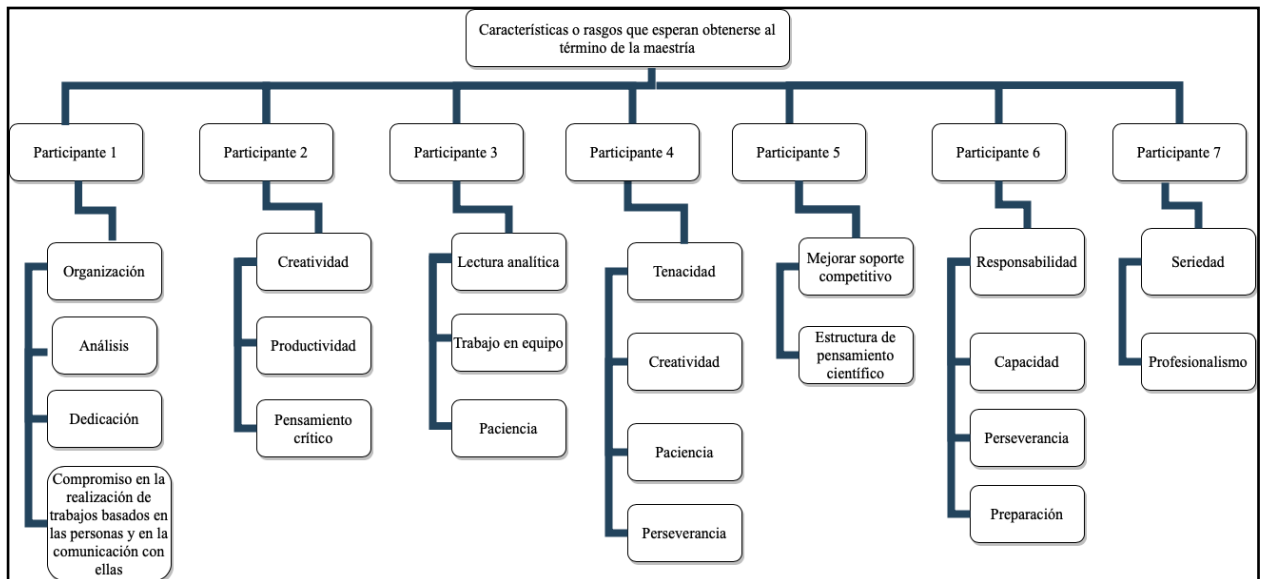 Características o rasgos que esperan obtenerse al
término de la maestría
Participante 1
Participante 2
Participante 3
Participante 4
Participante 5
Participante 6
Participante 7
Organización
Análisis
Dedicación
Compromiso en la
realización de
trabajos basados en
las personas y en la
comunicación con
ellas
Creatividad
Productividad
Pensamiento
crítico
Lectura analítica
Trabajo en equipo
Paciencia
Tenacidad
Creatividad
Paciencia
Perseverancia
Mejorar soporte
competitivo
Estructura de
pensamiento
científico
Responsabilidad
Capacidad
Perseverancia
Preparación
Seriedad
Profesionalismo